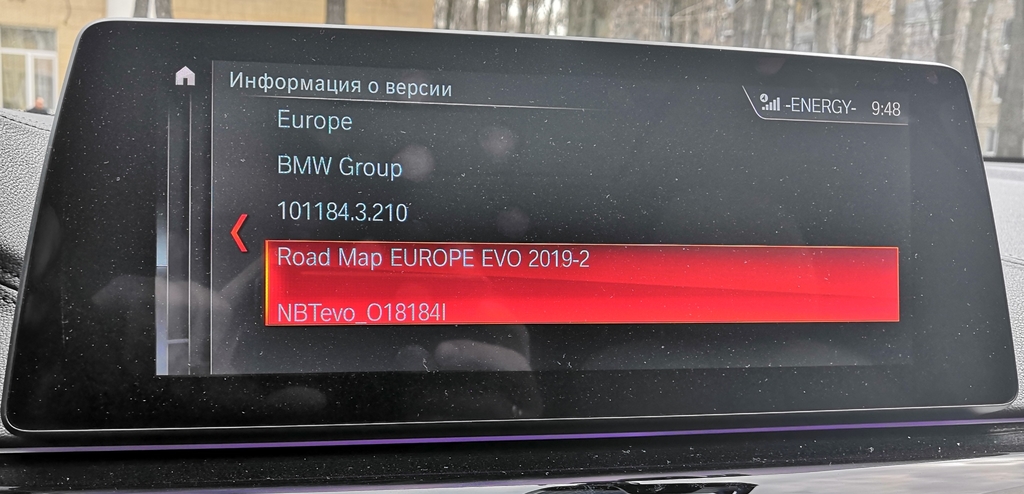 Информация о версии
-ENERGY- 9:48
Europe
BMW Group
101184.3.210
Road Map EUROPE EVO 2019-2
NBTevo_O18184I